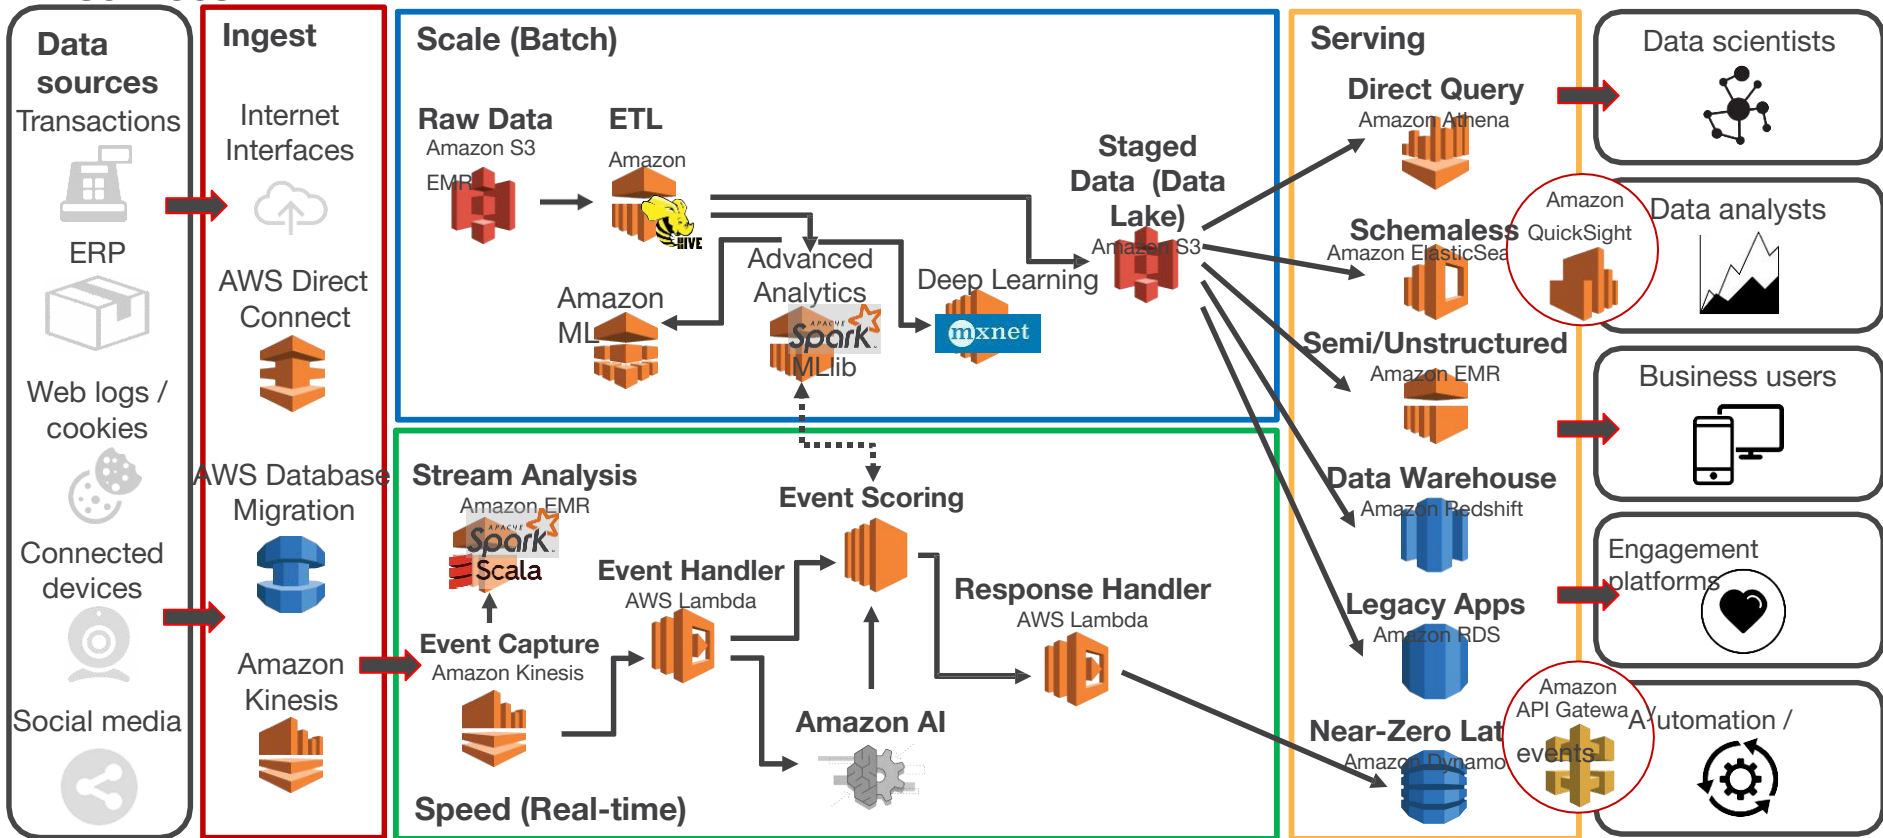 Data
sources
Transactions
ERP
Web logs /
cookies
Connected
devices
Social media
Ingest
Internet
Interfaces
AWS Direct
Connect
AWS Database
Migration
Amazon
Kinesis
Scale (Batch)
Raw Data
Amazon S3
EMR
ETL
Amazon
HIVE
Advanced
Analytics
APACHE
Spark
MLlib
Amazon
ML
Deep Learning
mxnet
Staged
Data (Data
Lake)
Amazon S3
Stream Analysis
Amazon EMR
APACHE
Spark
Scala
Event Capture
Amazon Kinesis
Event Handler
AWS Lambda
Event Scoring
Amazon AI
Response Handler
AWS Lambda
Speed (Real-time)
Serving
Direct Query
Amazon Athena
Schemaless
Amazon ElasticSea
Semi/Unstructured
Amazon EMR
Data Warehouse
Amazon Redshift
Legacy Apps
Amazon RDS
Near-Zero Lat
Amazon Dynamo
Amazon
QuickSight
Amazon
API Gatewa
Data scientists
Data analysts
Business users
Engagement
platforms
Automation /
events